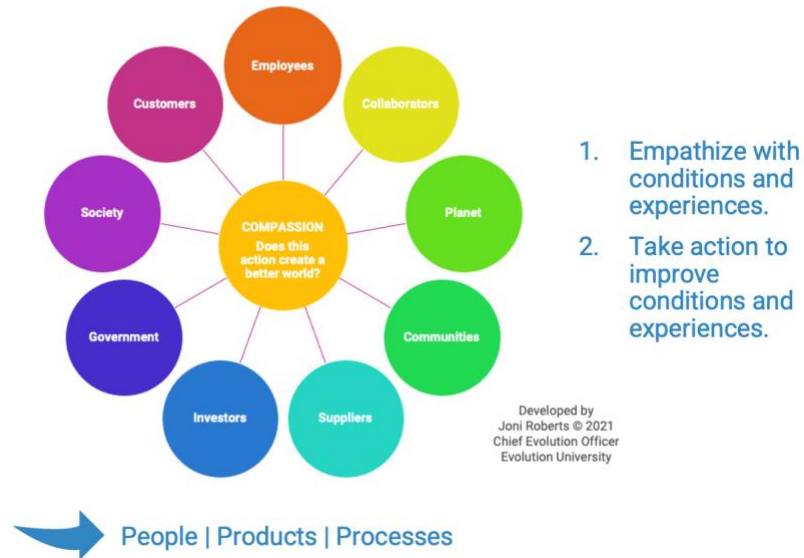 Employees
Customers
Collaborators
Society
Planet
COMPASSION
Does this
action create a
better world?
Government
Communities
Investors
Suppliers
1. Empathize with
conditions and
experiences.
2. Take action to
improve
conditions and
experiences.
Developed by
Joni Roberts © 2021
Chief Evolution Officer
Evolution University
People | Products | Processes